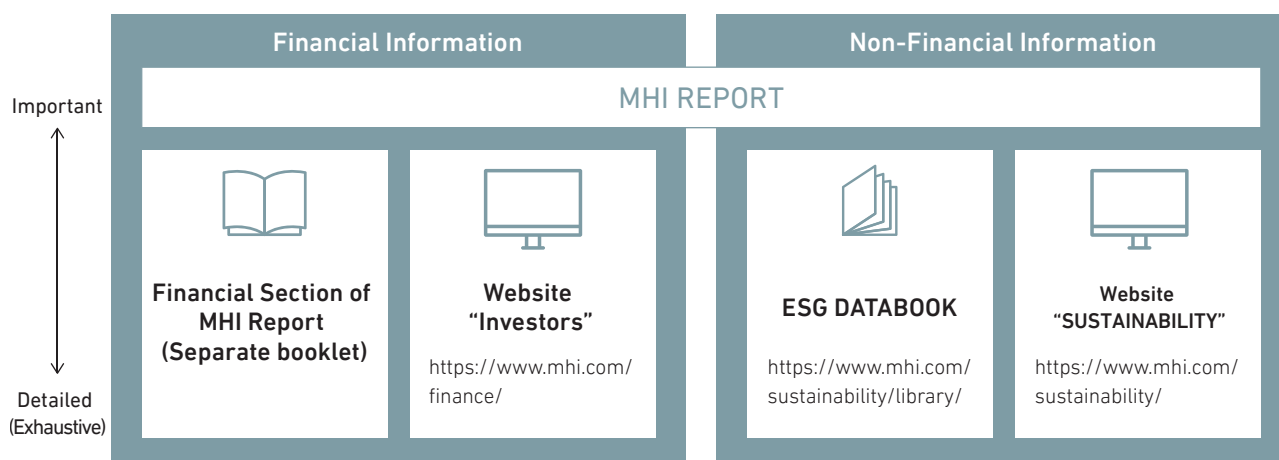 Financial Information
Non-Financial Information
MHI REPORT
Important
Detailed
(Exhaustive)
Financial Section of
MHI Report
(Separate booklet)
Website
“Investors”
https://www.mhi.com/
finance/
ESG DATABOOK
https://www.mhi.com/
sustainability/library/
Website
“SUSTAINABILITY”
https://www.mhi.com/
sustainability/